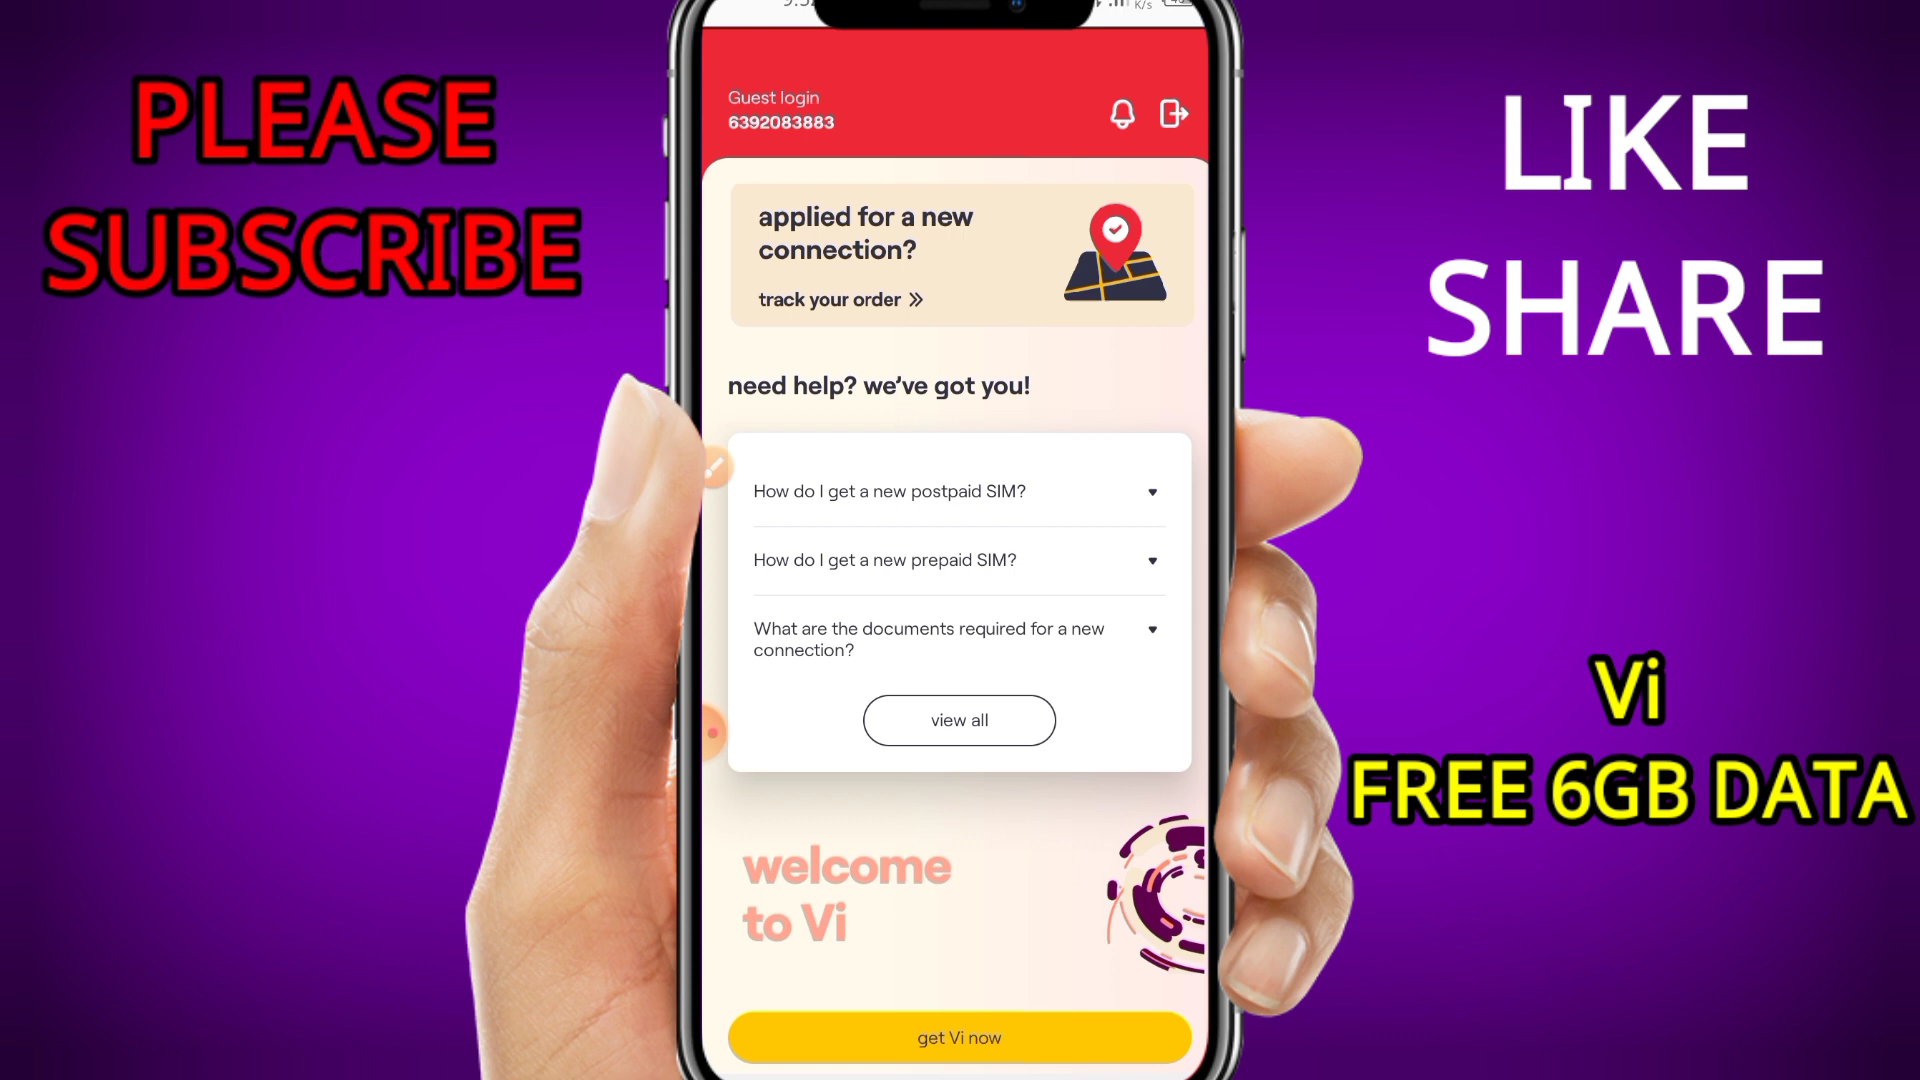 PLEASE
SUBSCRIBE
LIKE
SHARE
Vi
FREE 6GB DATA
K/s
Guest login
6392083883
applied for a new
connection?
track your order
need help? we've got you!
How do I get a new postpaid SIM?
How do I get a new prepaid SIM?
What are the documents required for a new
connection?
view all
welcome
to Vi
get Vi now